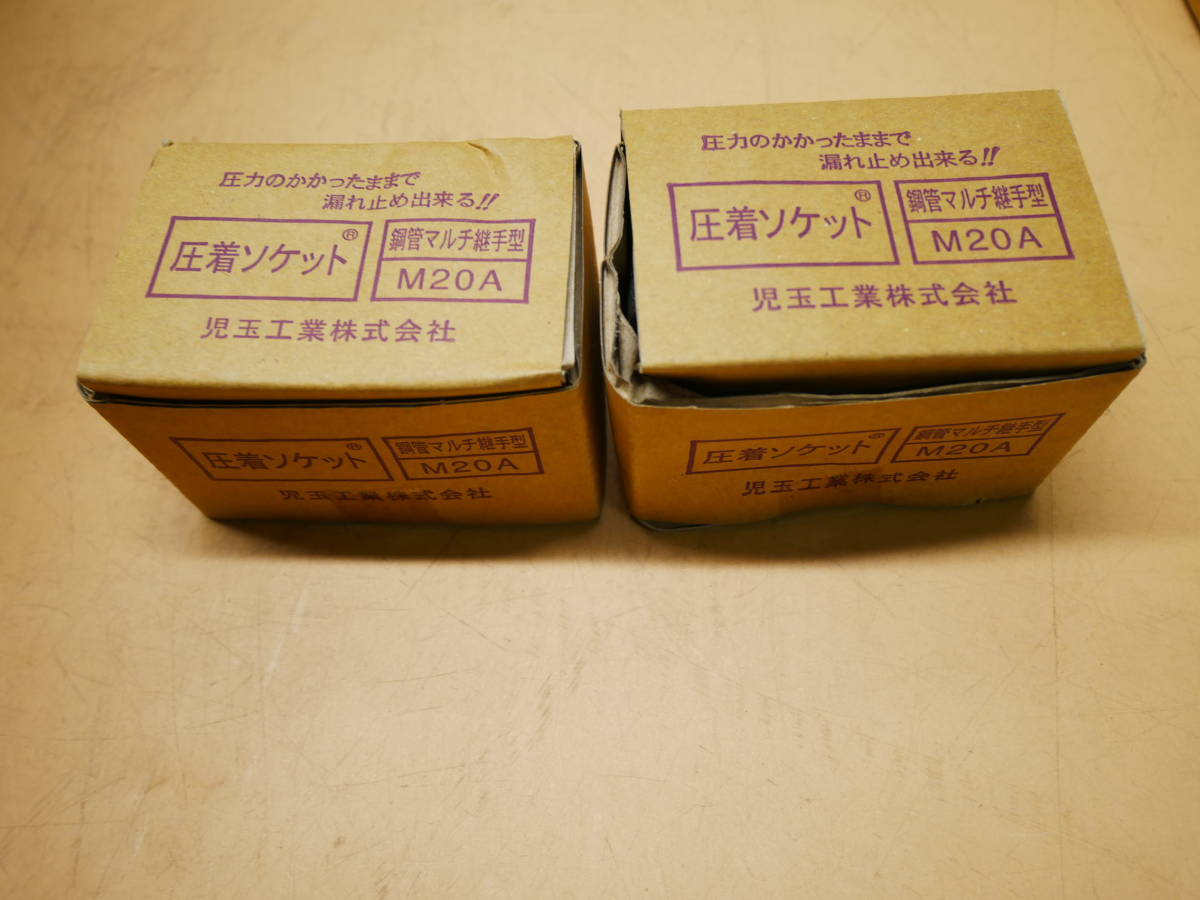 圧力のかかったままで
漏れ止め出来る!!
圧着ソケット®
鋼管マルチ継手型
M20A
児玉工業株式会社
圧着ソケット®
鋼管マルチ継手型
M20A
児玉工業株式会社
圧力のかかったままで
漏れ止め出来る!!
圧着ソケット®
鋼管マルチ継手型
M20A
児玉工業株式会社
圧着ソケット®
鋼管マルチ継手型
M20A
児玉工業株式会社